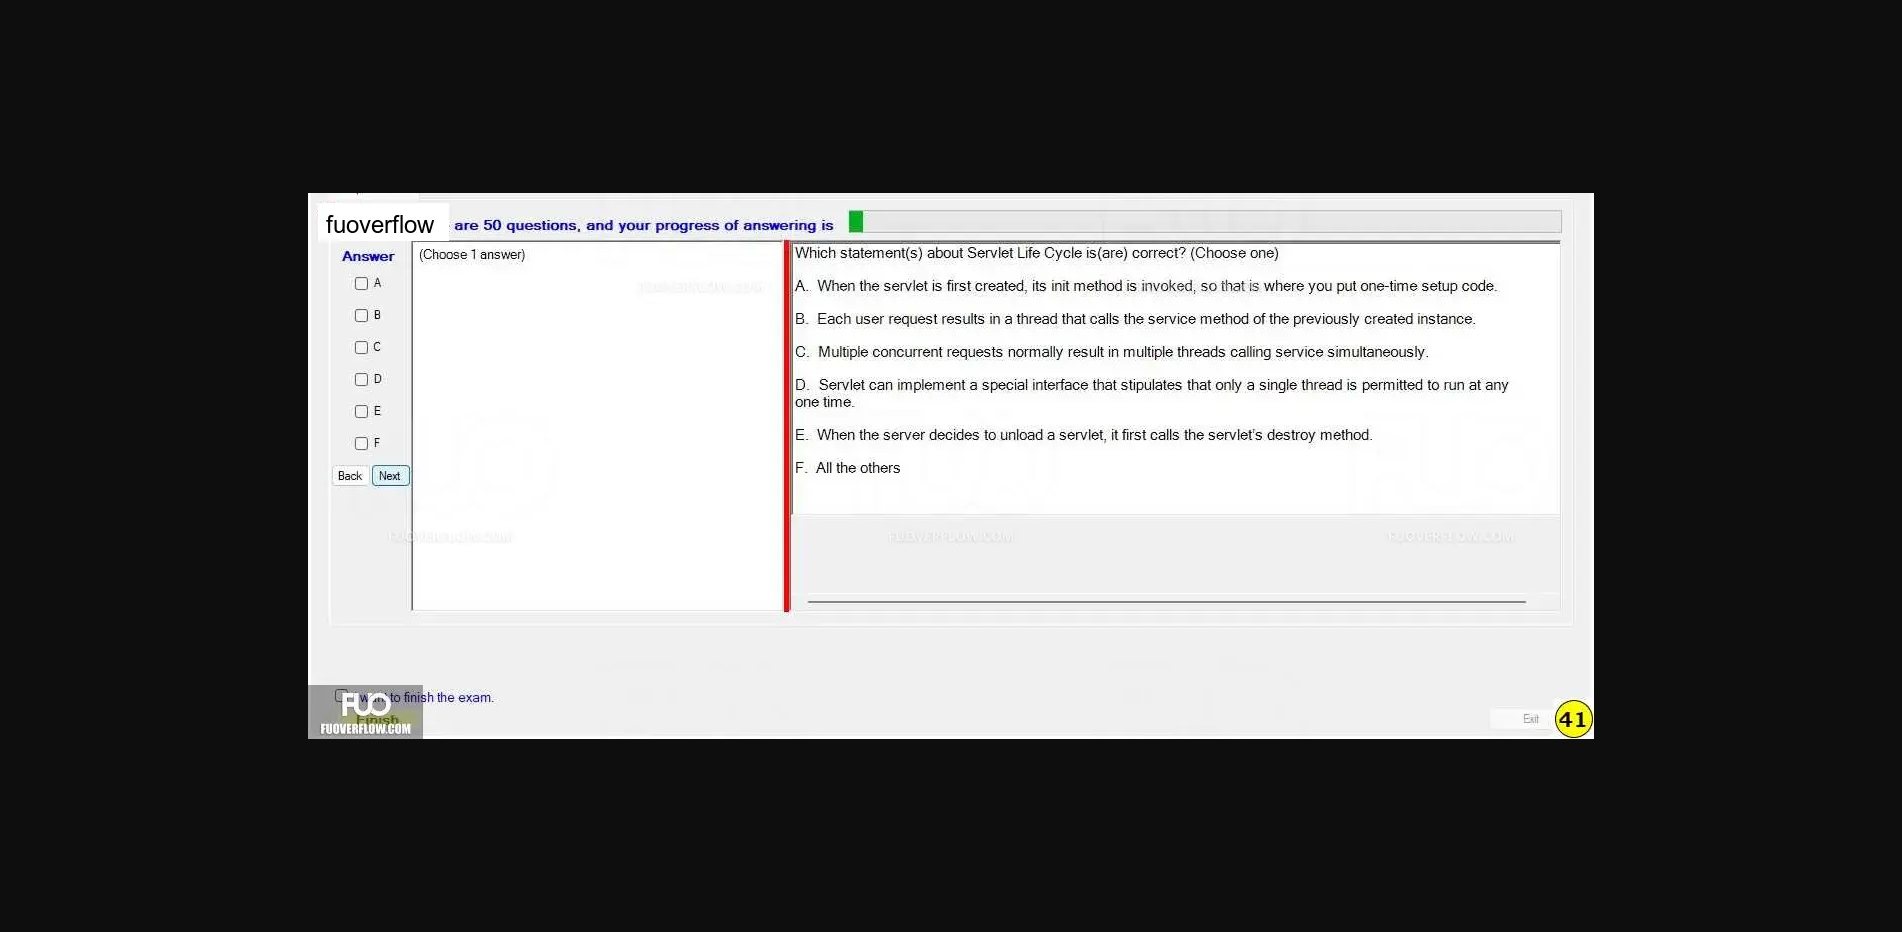 fuoverflow
are 50 questions, and your progress of answering is
Answer
(Choose 1 answer)
A
B
C
D
E
F
Back Next
Which statement(s) about Servlet Life Cycle is(are) correct? (Choose one)
A. When the servlet is first created, its init method is invoked, so that is where you put one-time setup code.
B. Each user request results in a thread that calls the service method of the previously created instance.
C. Multiple concurrent requests normally result in multiple threads calling service simultaneously.
D. Servlet can implement a special interface that stipulates that only a single thread is permitted to run at any
one time.
E. When the server decides to unload a servlet, it first calls the servlet's destroy method.
F. All the others
FUOVERFLOW.COM
FUOVERFLOW.COM
FUOVERFLOW.COM
FUOVERFLOW.COM
want to finish the exam.
FUO
Finish
FUOVERFLOW.COM
Exit
41